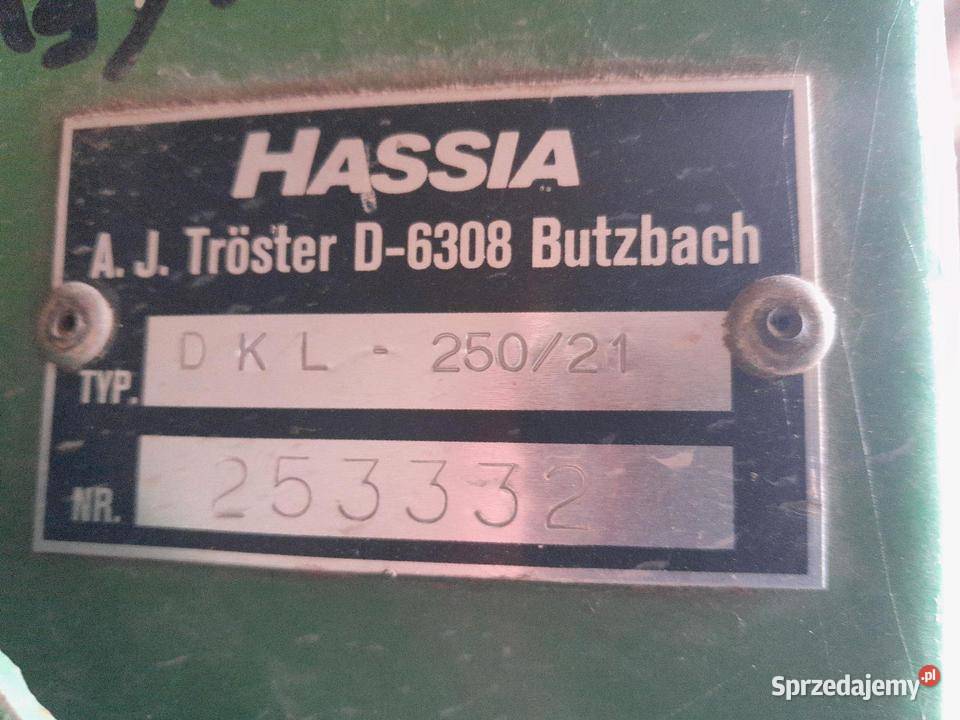 HASSIA
A. J. Tröster D-6308 Butzbach
TYP. DKL - 250/21
NR. 253332
Sprzedajemy.pl